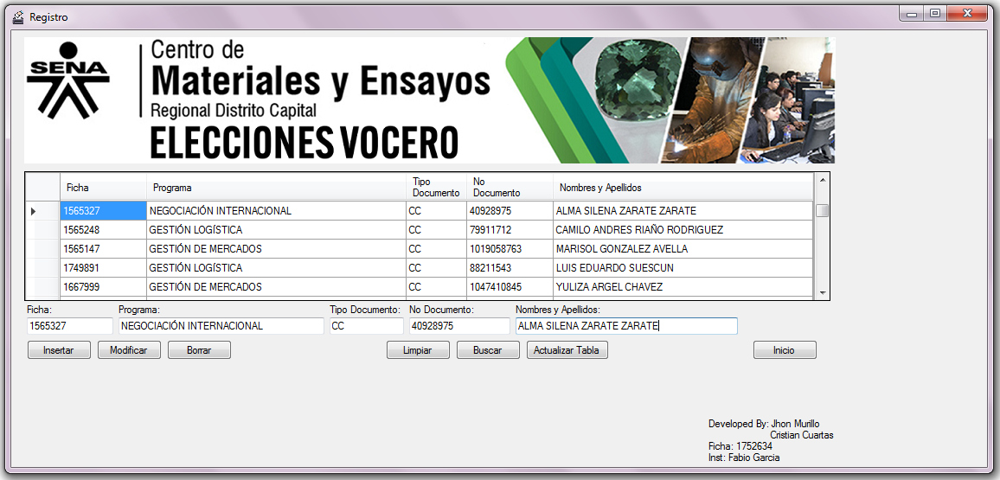 Registro
SENA
Centro de
Materiales y Ensayos
Regional Distrito Capital
ELECCIONES VOCERO
Ficha Programa Tipo Documento No Documento Nombres y Apellidos
1565327 NEGOCIACIÓN INTERNACIONAL CC 40928975 ALMA SILENA ZARATE ZARATE
1565248 GESTIÓN LOGÍSTICA CC 79911712 CAMILO ANDRES RIAÑO RODRIGUEZ
1565147 GESTIÓN DE MERCADOS CC 1019058763 MARISOL GONZALEZ AVELLA
1749891 GESTIÓN LOGÍSTICA CC 88211543 LUIS EDUARDO SUESCUN
1667999 GESTIÓN DE MERCADOS CC 1047410845 YULIZA ARGEL CHAVEZ
Ficha: Programa: Tipo Documento: No Documento: Nombres y Apellidos:
1565327 NEGOCIACIÓN INTERNACIONAL CC 40928975 ALMA SILENA ZARATE ZARATE
Insertar Modificar Borrar Limpiar Buscar Actualizar Tabla Inicio
Developed By: Jhon Murillo
Cristian Cuartas
Ficha: 1752634
Inst: Fabio Garcia